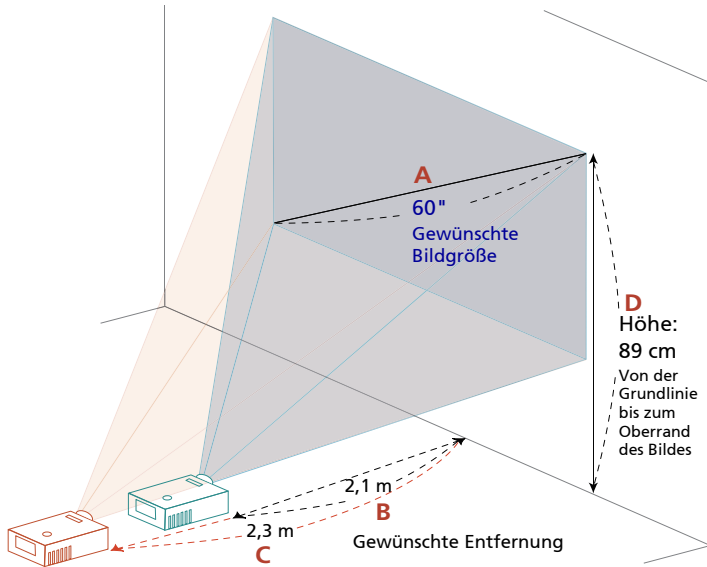 A
60"
Gewünschte
Bildgröße
D
Höhe:
89 cm
Von der
Grundlinie
bis zum
Oberrand
des Bildes
2,1 m
B
2,3 m
C
Gewünschte Entfernung